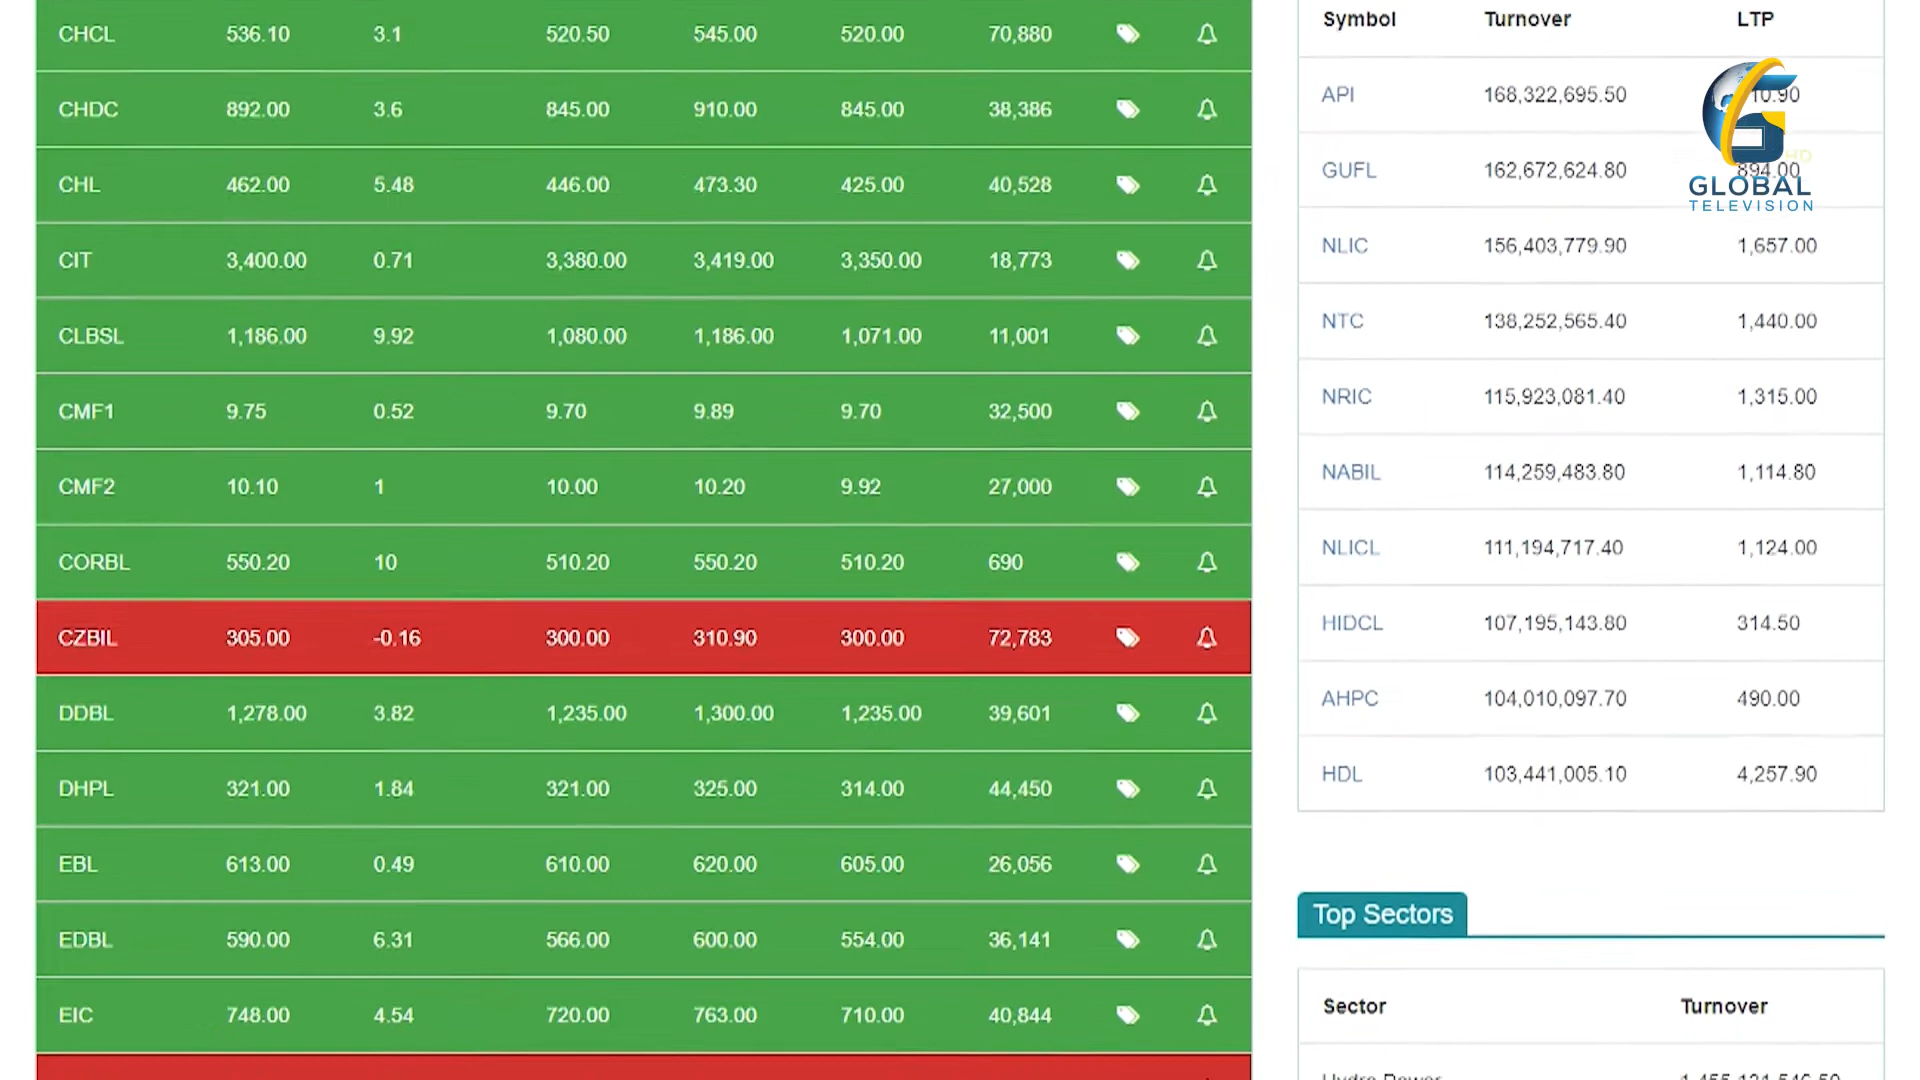 CHCL 536.10 3.1 520.50 545.00 520.00 70,880
CHDC 892.00 3.6 845.00 910.00 845.00 38,386
CHL 462.00 5.48 446.00 473.30 425.00 40,528
CIT 3,400.00 0.71 3,380.00 3,419.00 3,350.00 18,773
CLBSL 1,186.00 9.92 1,080.00 1,186.00 1,071.00 11,001
CMF1 9.75 0.52 9.70 9.89 9.70 32,500
CMF2 10.10 1 10.00 10.20 9.92 27,000
CORBL 550.20 10 510.20 550.20 510.20 690
CZBIL 305.00 -0.16 300.00 310.90 300.00 72,783
DDBL 1,278.00 3.82 1,235.00 1,300.00 1,235.00 39,601
DHPL 321.00 1.84 321.00 325.00 314.00 44,450
EBL 613.00 0.49 610.00 620.00 605.00 26,056
EDBL 590.00 6.31 566.00 600.00 554.00 36,141
EIC 748.00 4.54 720.00 763.00 710.00 40,844
Symbol Turnover LTP
API 168,322,695.50
GUFL 162,672,624.80 894.00
NLIC 156,403,779.90 1,657.00
NTC 138,252,565.40 1,440.00
NRIC 115,923,081.40 1,315.00
NABIL 114,259,483.80 1,114.80
NLICL 111,194,717.40 1,124.00
HIDCL 107,195,143.80 314.50
AHPC 104,010,097.70 490.00
HDL 103,441,005.10 4,257.90
HD
GLOBAL
TELEVISION
Top Sectors
Sector Turnover
Hydro Power